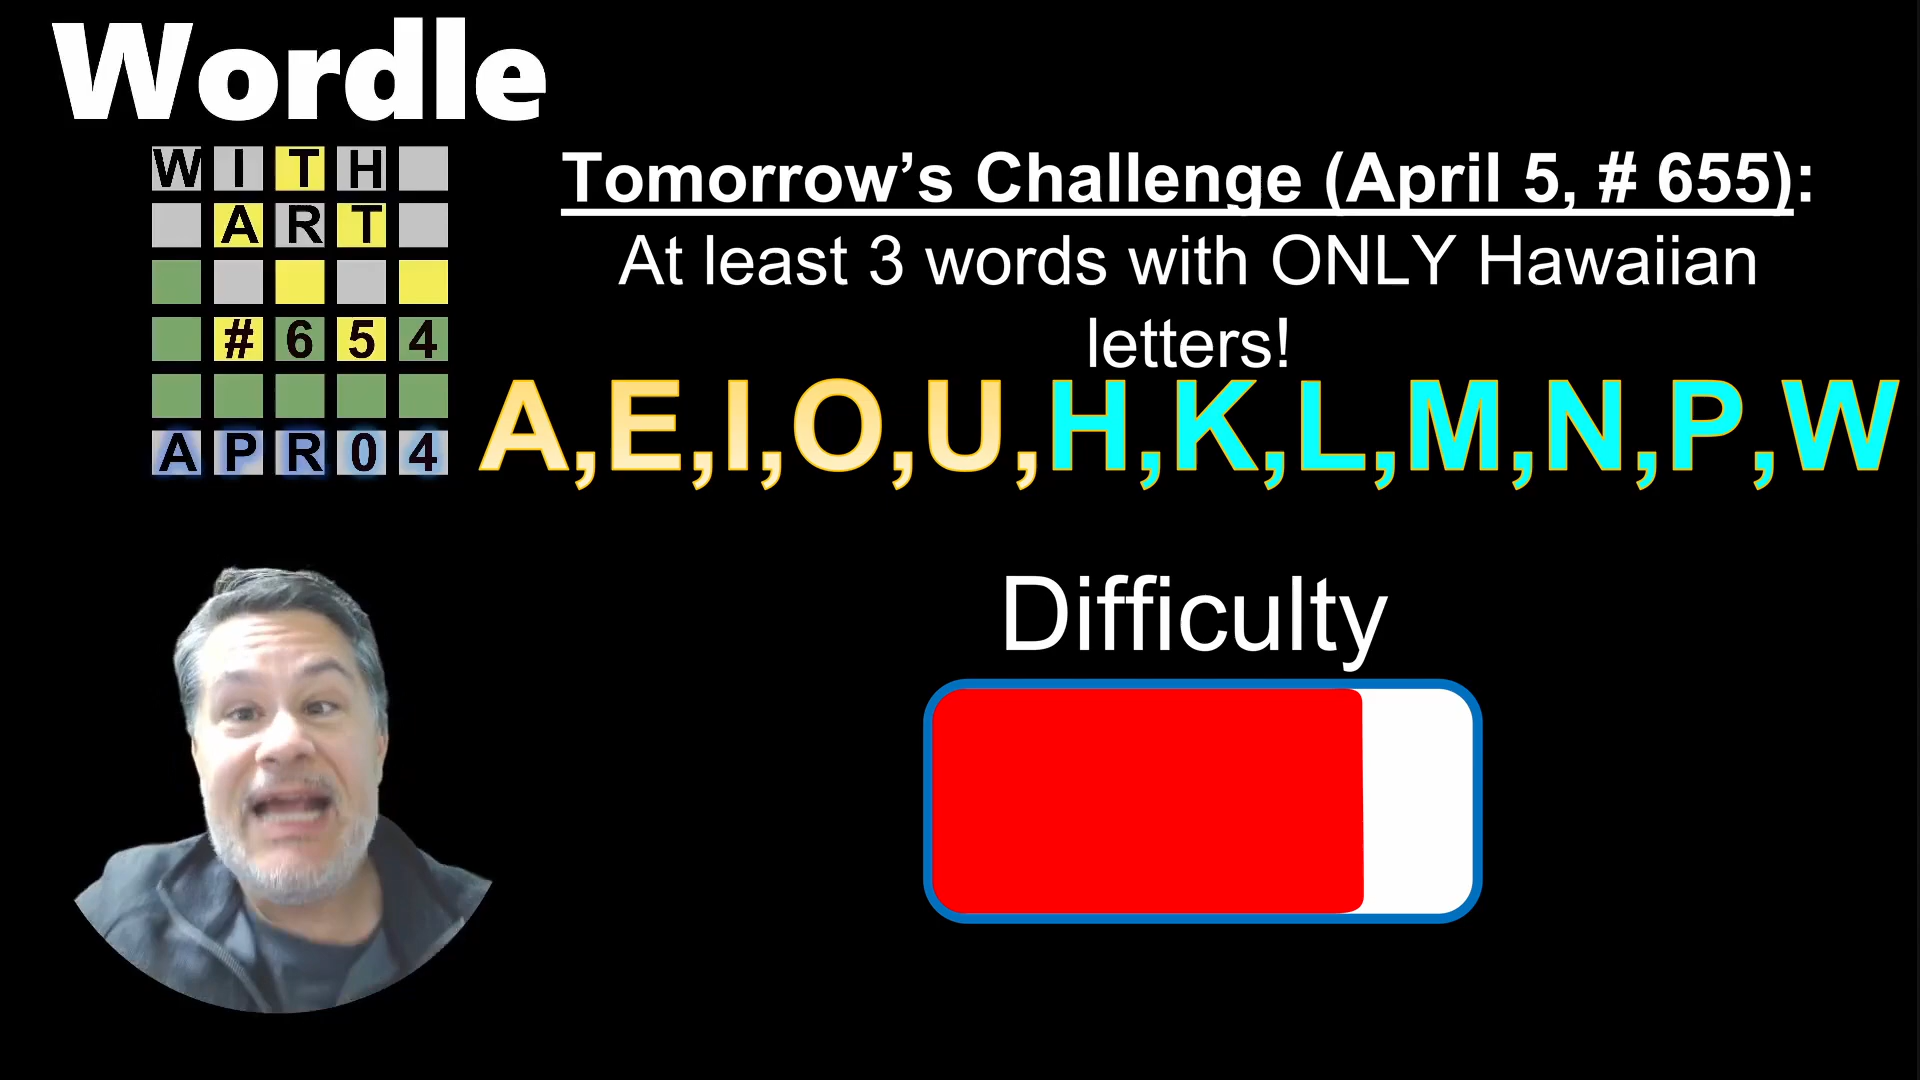 Wordle
WITH
ART
#654
APR04
Tomorrow’s Challenge (April 5, # 655):
At least 3 words with ONLY Hawaiian
letters!
A,E,I,O,U,H,K,L,M,N,P,W
Difficulty